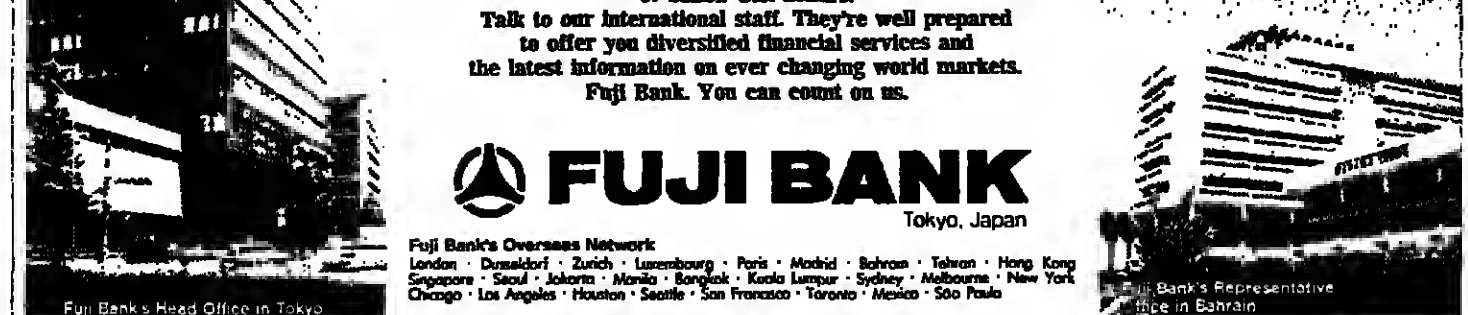 Talk to our international staff. They're well prepared
to offer you diversified financial services and
the latest information on ever changing world markets.
Fuji Bank. You can count on us.
FUJI BANK
Tokyo, Japan
Fuji Bank's Overseas Network
London · Dusseldorf · Zurich · Luxembourg · Paris · Madrid · Bahrain · Tehran · Hong Kong
Singapore · Seoul · Jakarta · Manila · Bangkok · Kuala Lumpur · Sydney · Melbourne · New York
Chicago · Los Angeles · Houston · Seattle · San Francisco · Toronto · Mexico · São Paulo
Fuji Bank's Head Office in Tokyo
Bank's Representative
in Bahrain